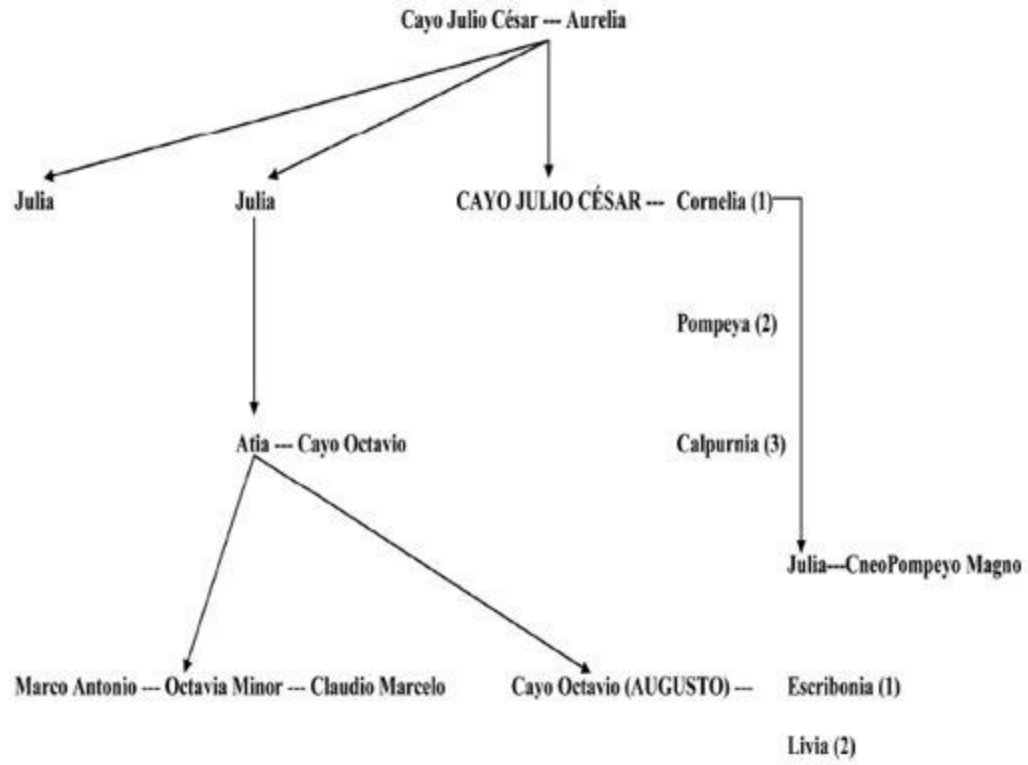 Cayo Julio César --- Aurelia
Julia Julia CAYO JULIO CÉSAR --- Cornelia (1)
Pompeya (2)
Atia --- Cayo Octavio Calpurnia (3)
Julia---CneoPompeyo Magno
Marco Antonio --- Octavia Minor --- Claudio Marcelo Cayo Octavio (AUGUSTO) --- Escribonia (1)
Livia (2)